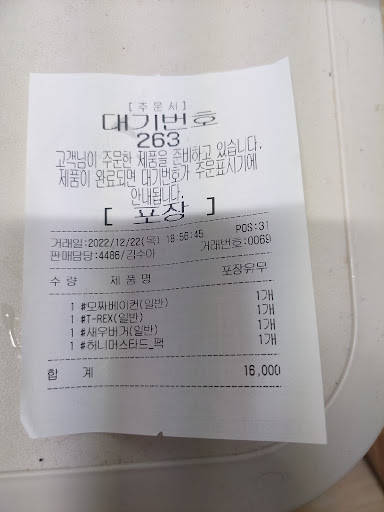 [주문서]
대기번호
263
고객님이 주문한 제품을 준비하고 있습니다.
제품이 완료되면 대기번호가 주문표시기에
안내됩니다.
[ 포장 ]
POS:31
거래일:2022/12/22(목) 18:56:45
판매담당:4486/김수아 거래번호:0069
수량 제품명 포장유무
1 #모짜베이컨(일반) 1개
1 #T-REX(일반) 1개
1 #새우버거(일반) 1개
1 #허니머스타드_팩 1개
합 계 16,000